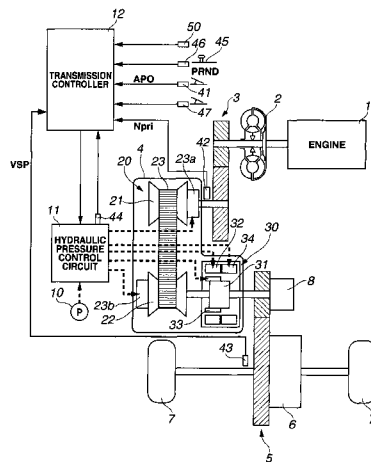 12
50
46
45
PRND
TRANSMISSION
CONTROLLER
APO
41
47
Npri
3
2
1
ENGINE
VSP
4
20
23
23a
42
21
11
44
HYDRAULIC
PRESSURE
CONTROL
CIRCUIT
32
34
30
31
8
10
P
23b
22
33
43
7
6
7
5